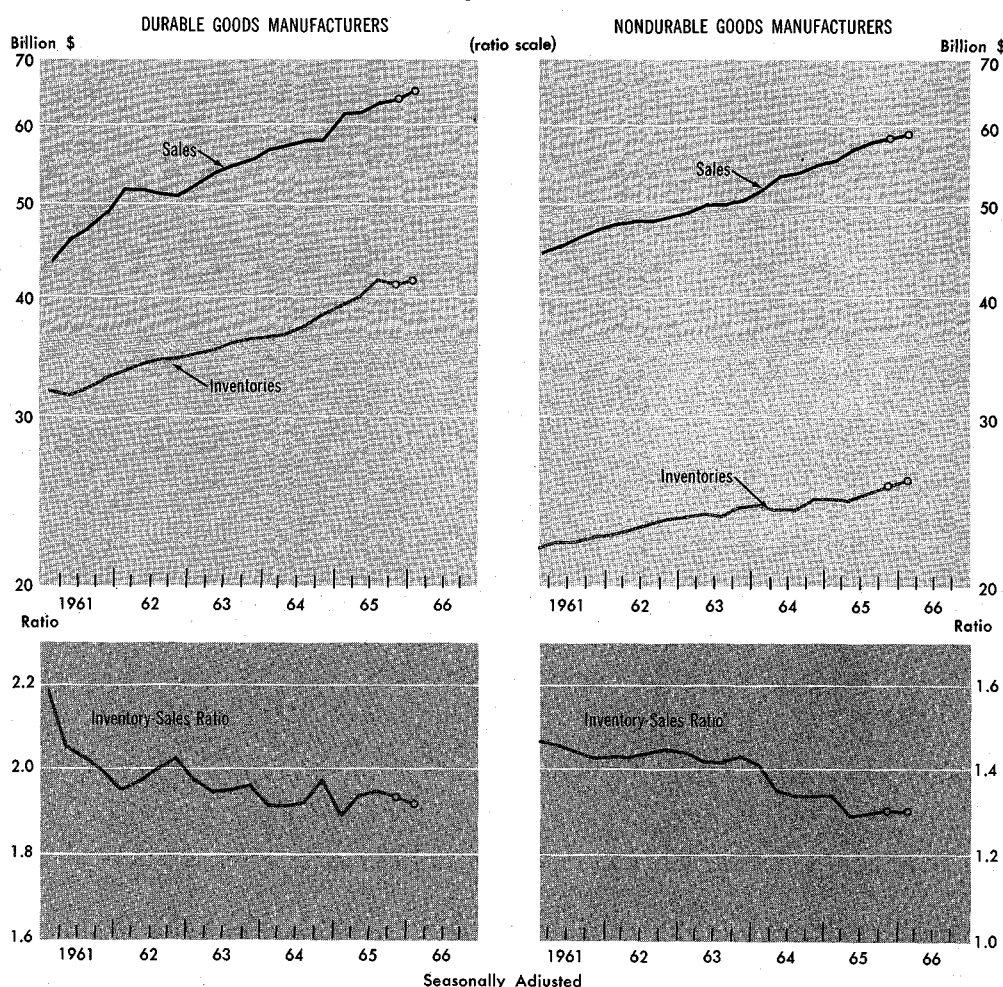 DURABLE GOODS MANUFACTURERS
NONDURABLE GOODS MANUFACTURERS
Billion $
(ratio scale)
Billion $
70
60
50
40
30
20
Sales
Inventories
1961 62 63 64 65 66
70
60
50
40
30
20
Sales
Inventories
1961 62 63 64 65 66
Ratio
Ratio
2.2
2.0
1.8
1.6
Inventory-Sales Ratio
1961 62 63 64 65 66
1.6
1.4
1.2
1.0
Inventory-Sales Ratio
1961 62 63 64 65 66
Seasonally Adjusted